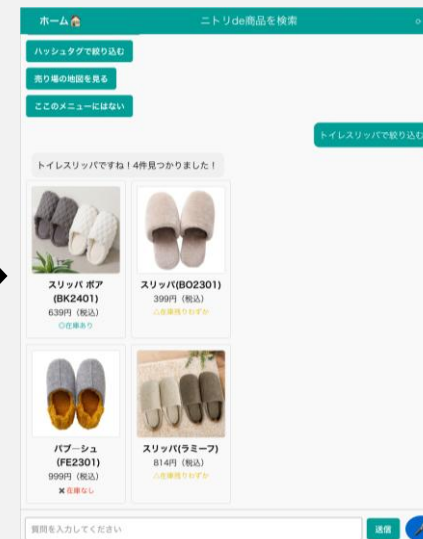 ホーム🏠
ニトリde商品を検索
ハッシュタグで絞り込む
売り場の地図を見る
ここのメニューにはない
トイレスリッパで絞り込む
トイレスリッパですね！4件見つかりました！
スリッパ ボア
(BK2401)
639円（税込）
◎在庫あり
スリッパ(BO2301)
399円（税込）
△在庫残りわずか
バブーシュ
(FE2301)
999円（税込）
✖在庫なし
スリッパ(ラミーフ)
814円（税込）
△在庫残りわずか
質問を入力してください
送信